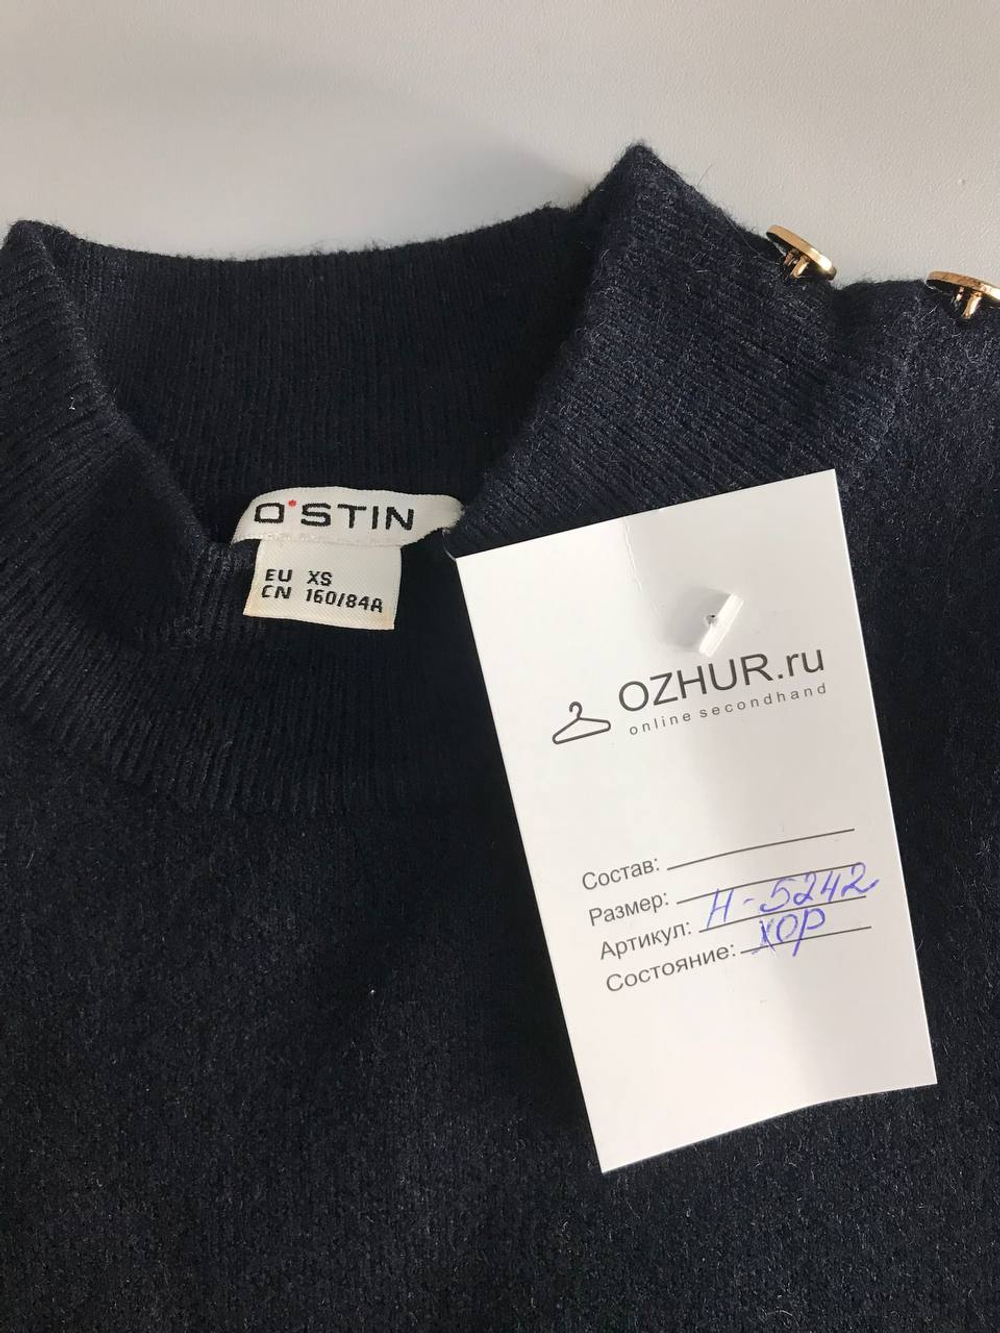 O'STIN
EU XS
CN 160/84A
OZHUR.ru
online secondhand
Состав:
Размер:
Артикул: Н-5242
Состояние: хор